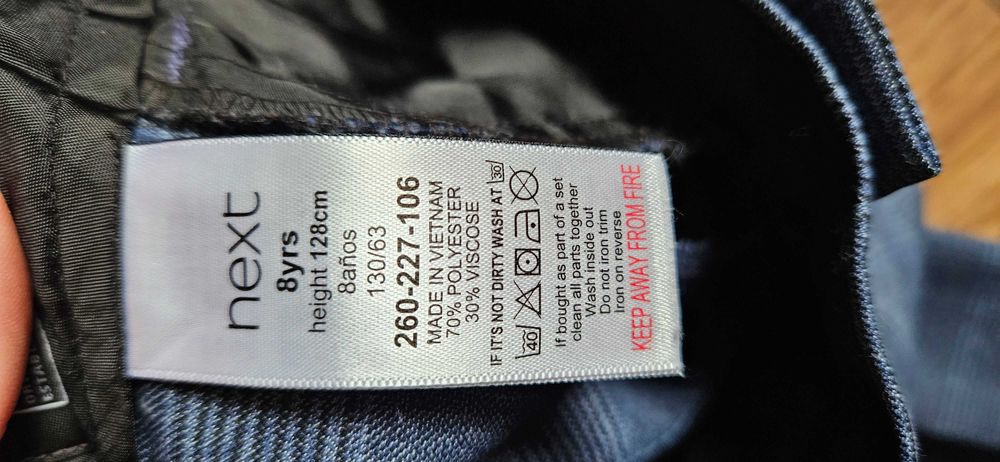 next
8yrs
height 128cm
8años
130/63
260-227-106
MADE IN VIETNAM
70% POLYESTER
30% VISCOSE
IF IT'S NOT DIRTY WASH AT 30
40
If bought as part of a set
clean all parts together
Wash inside out
Do not iron trim
Iron on reverse
KEEP AWAY FROM FIRE